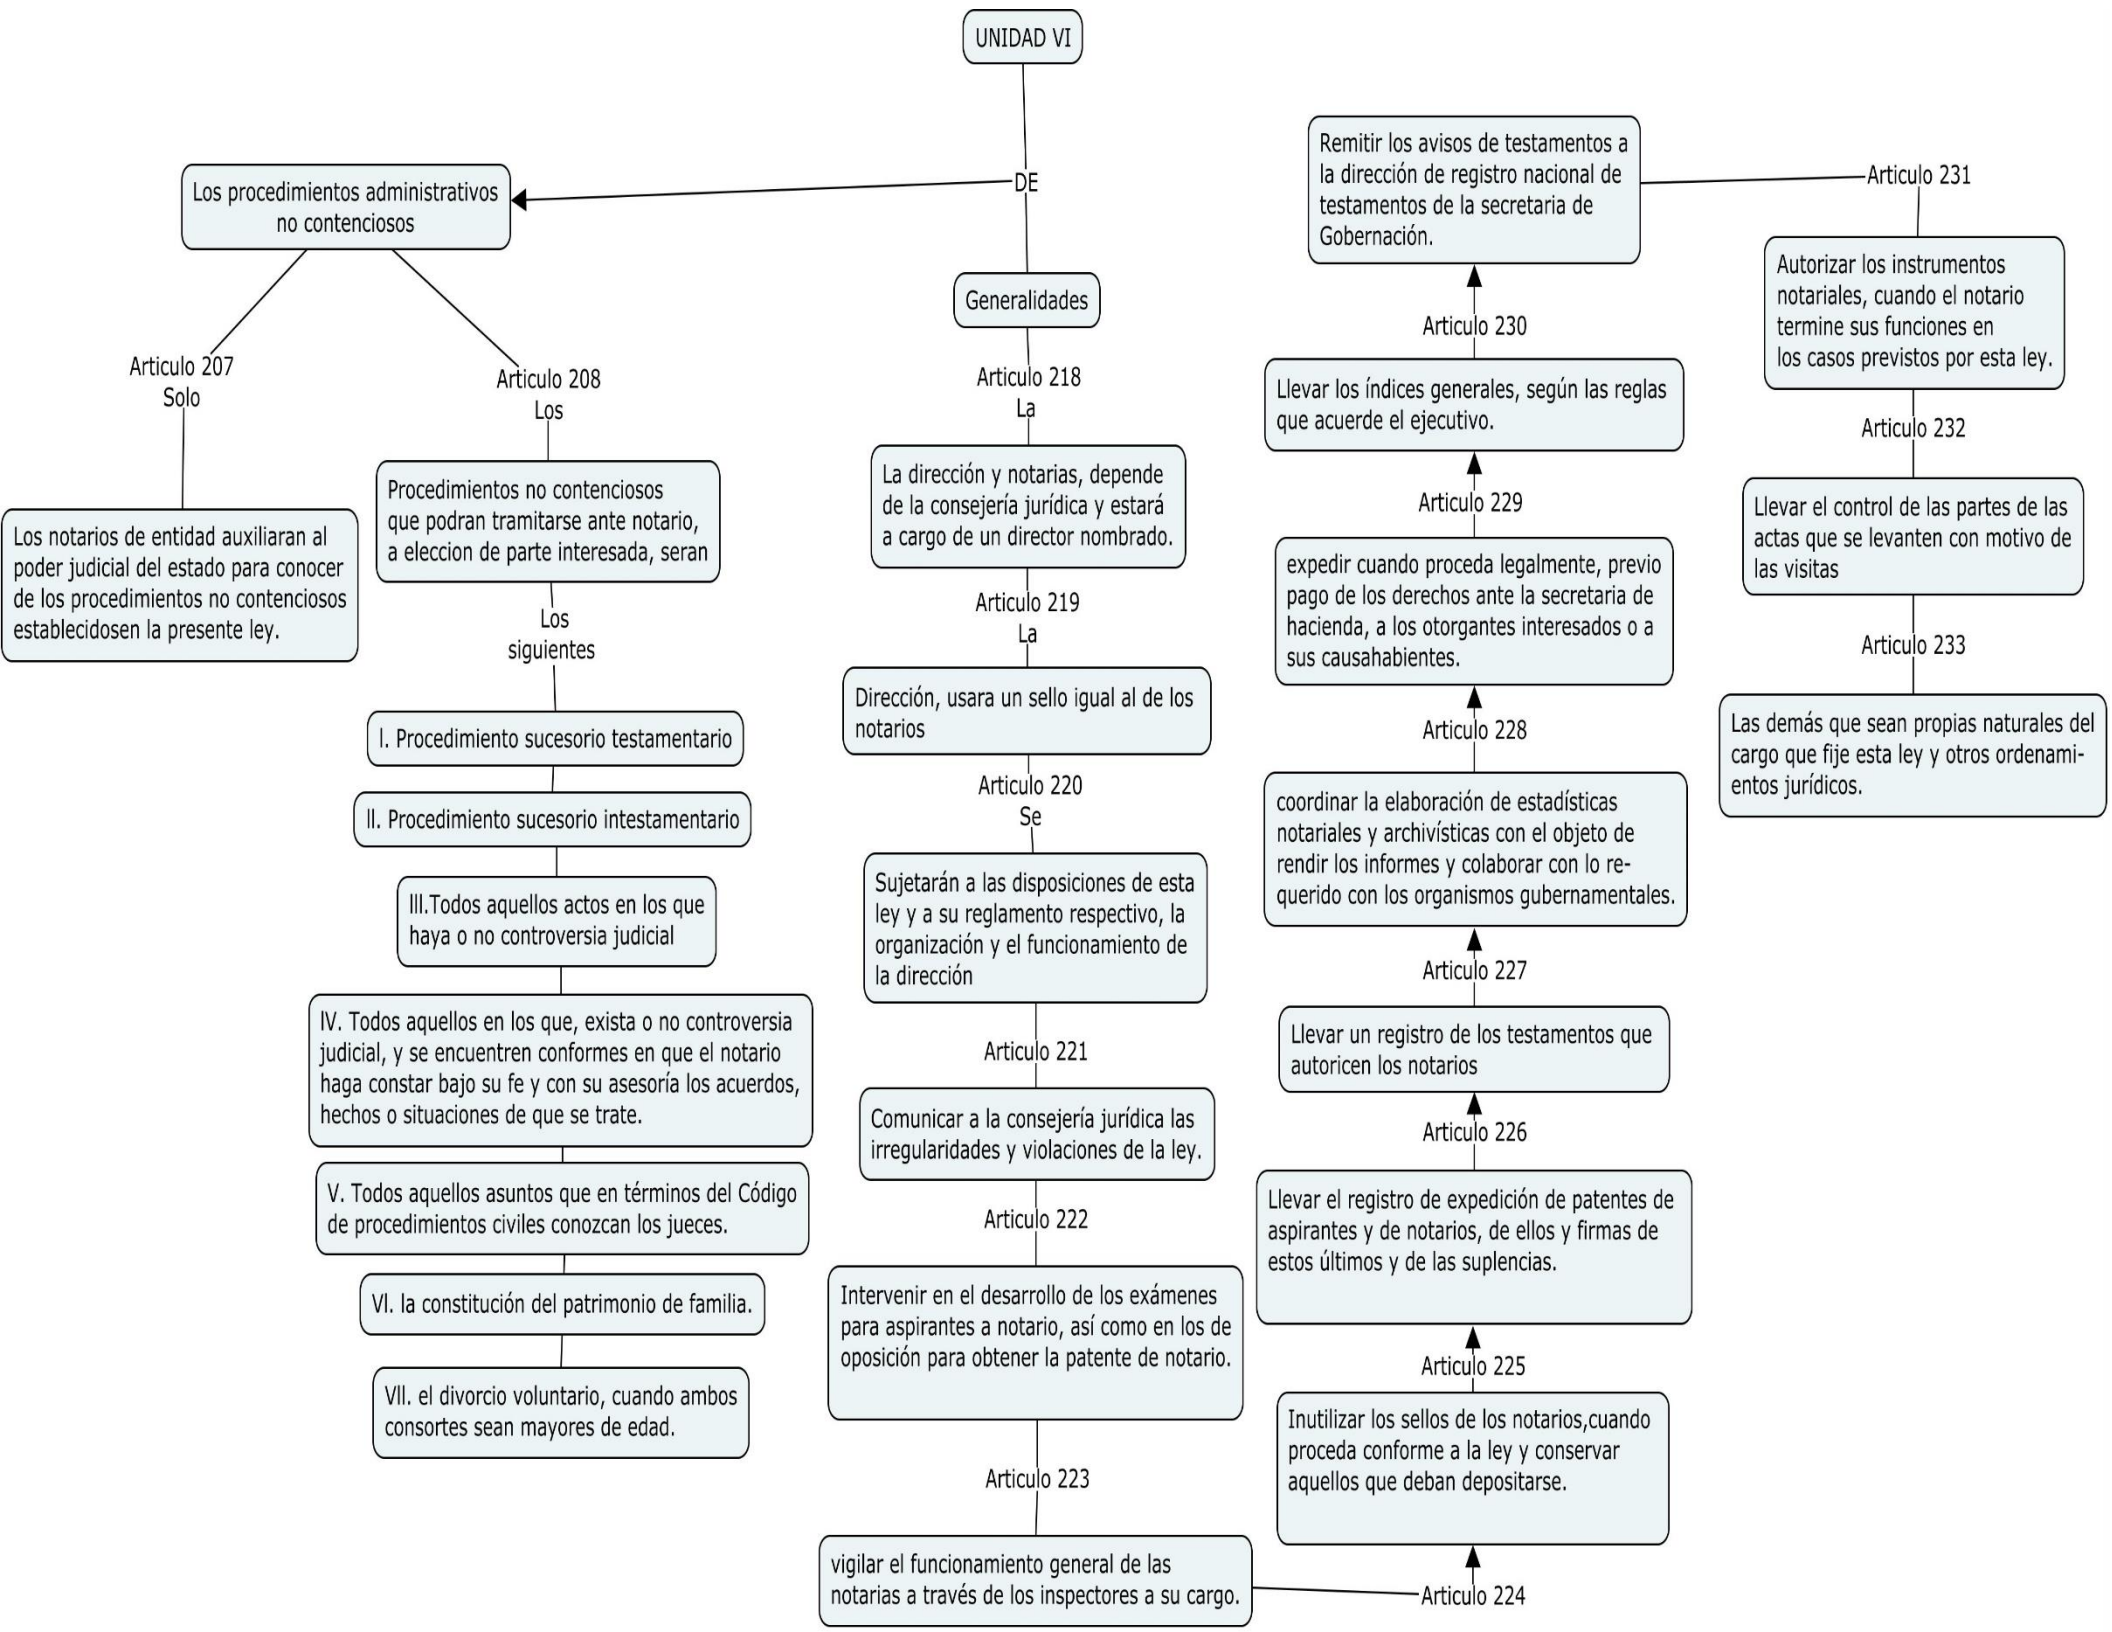 UNIDAD VI
DE
Los procedimientos administrativos
no contenciosos
Articulo 207
Solo
Los notarios de entidad auxiliaran al
poder judicial del estado para conocer
de los procedimientos no contenciosos
establecidosen la presente ley.
Articulo 208
Los
Procedimientos no contenciosos
que podran tramitarse ante notario,
a eleccion de parte interesada, seran
Los
siguientes
I. Procedimiento sucesorio testamentario
II. Procedimiento sucesorio intestamentario
III.Todos aquellos actos en los que
haya o no controversia judicial
IV. Todos aquellos en los que, exista o no controversia
judicial, y se encuentren conformes en que el notario
haga constar bajo su fe y con su asesoría los acuerdos,
hechos o situaciones de que se trate.
V. Todos aquellos asuntos que en términos del Código
de procedimientos civiles conozcan los jueces.
VI. la constitución del patrimonio de familia.
VII. el divorcio voluntario, cuando ambos
consortes sean mayores de edad.
Generalidades
Articulo 218
La
La dirección y notarias, depende
de la consejería jurídica y estará
a cargo de un director nombrado.
Articulo 219
La
Dirección, usara un sello igual al de los
notarios
Articulo 220
Se
Sujetarán a las disposiciones de esta
ley y a su reglamento respectivo, la
organización y el funcionamiento de
la dirección
Articulo 221
Comunicar a la consejería jurídica las
irregularidades y violaciones de la ley.
Articulo 222
Intervenir en el desarrollo de los exámenes
para aspirantes a notario, así como en los de
oposición para obtener la patente de notario.
Articulo 223
vigilar el funcionamiento general de las
notarias a través de los inspectores a su cargo.
Articulo 224
Inutilizar los sellos de los notarios,cuando
proceda conforme a la ley y conservar
aquellos que deban depositarse.
Articulo 225
Llevar el registro de expedición de patentes de
aspirantes y de notarios, de ellos y firmas de
estos últimos y de las suplencias.
Articulo 226
Llevar un registro de los testamentos que
autoricen los notarios
Articulo 227
coordinar la elaboración de estadísticas
notariales y archivísticas con el objeto de
rendir los informes y colaborar con lo re-
querido con los organismos gubernamentales.
Articulo 228
expedir cuando proceda legalmente, previo
pago de los derechos ante la secretaria de
hacienda, a los otorgantes interesados o a
sus causahabientes.
Articulo 229
Llevar los índices generales, según las reglas
que acuerde el ejecutivo.
Articulo 230
Remitir los avisos de testamentos a
la dirección de registro nacional de
testamentos de la secretaria de
Gobernación.
Articulo 231
Autorizar los instrumentos
notariales, cuando el notario
termine sus funciones en
los casos previstos por esta ley.
Articulo 232
Llevar el control de las partes de las
actas que se levanten con motivo de
las visitas
Articulo 233
Las demás que sean propias naturales del
cargo que fije esta ley y otros ordenami-
entos jurídicos.